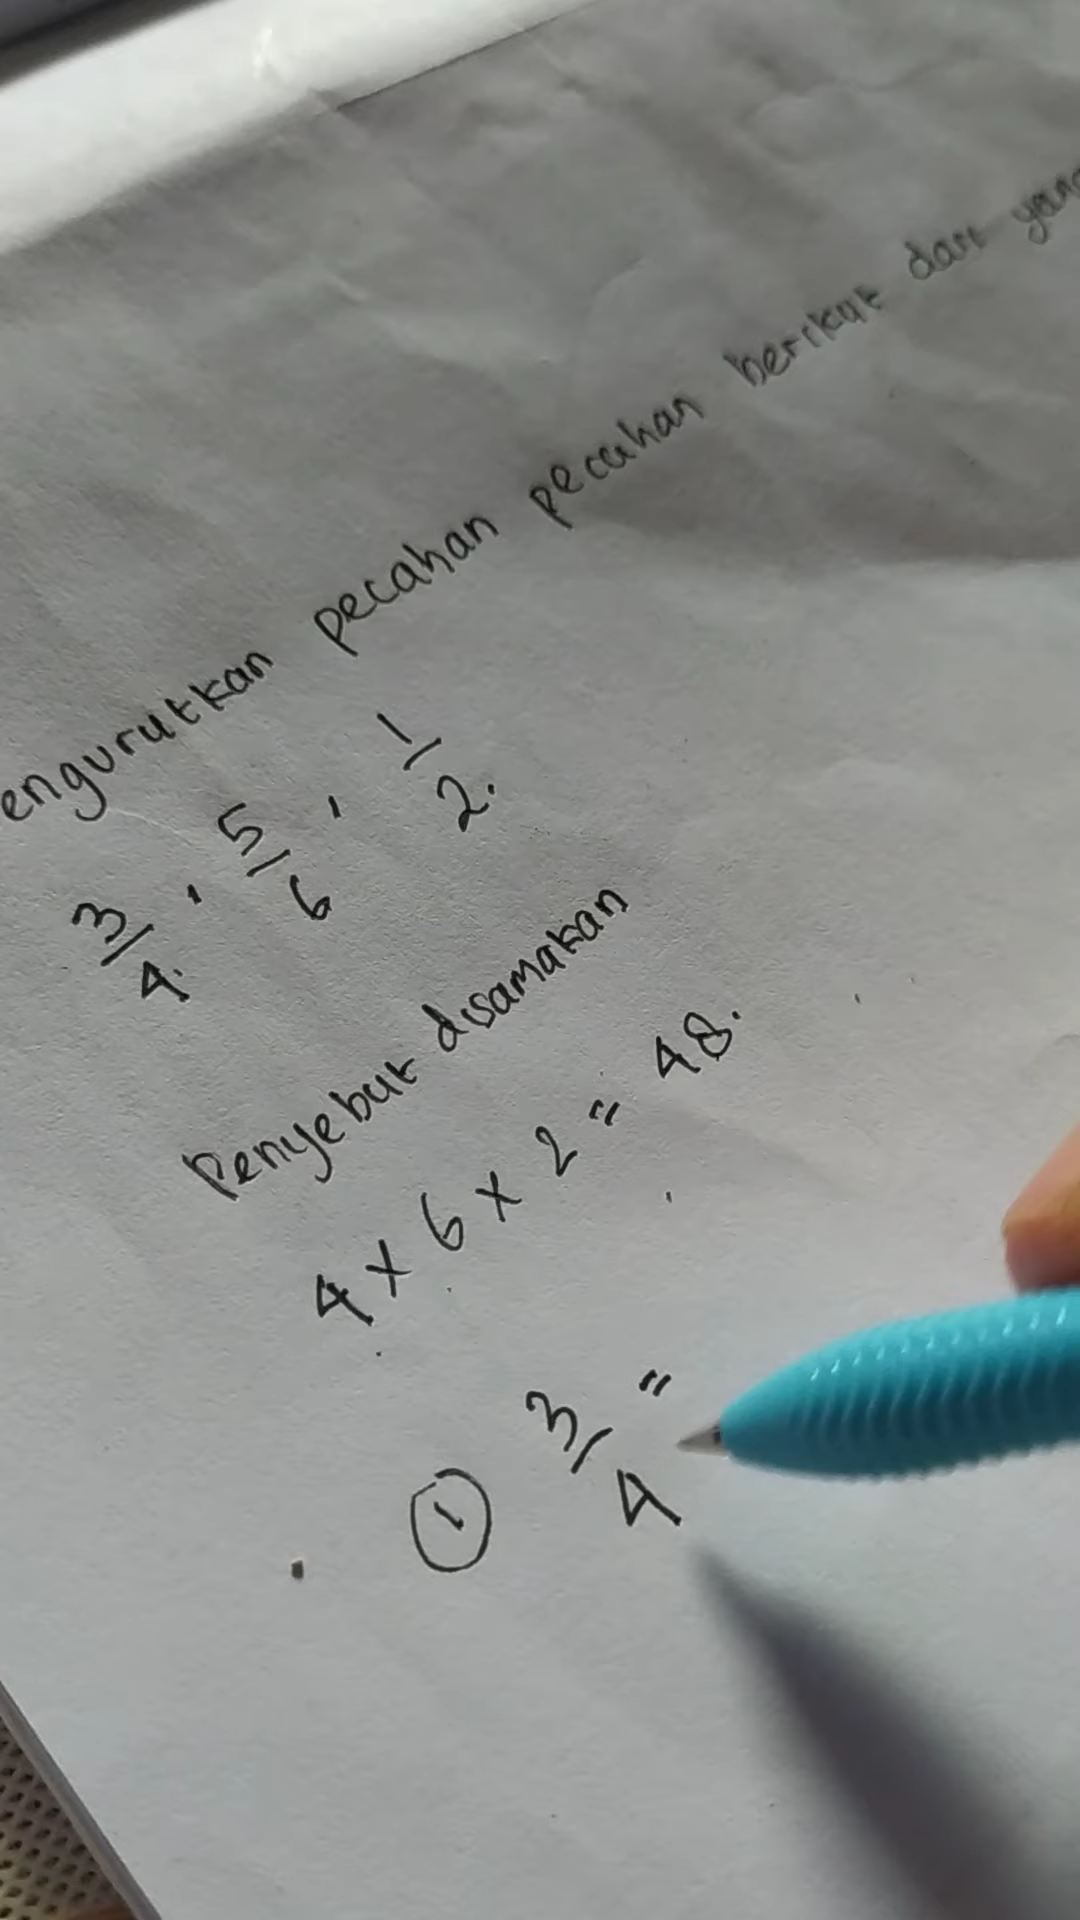 engurutkan pecahan pecahan berikut dari yang
3/4, 5/6, 1/2.
Penyebut disamakan
4 x 6 x 2 = 48.
① 3/4 =